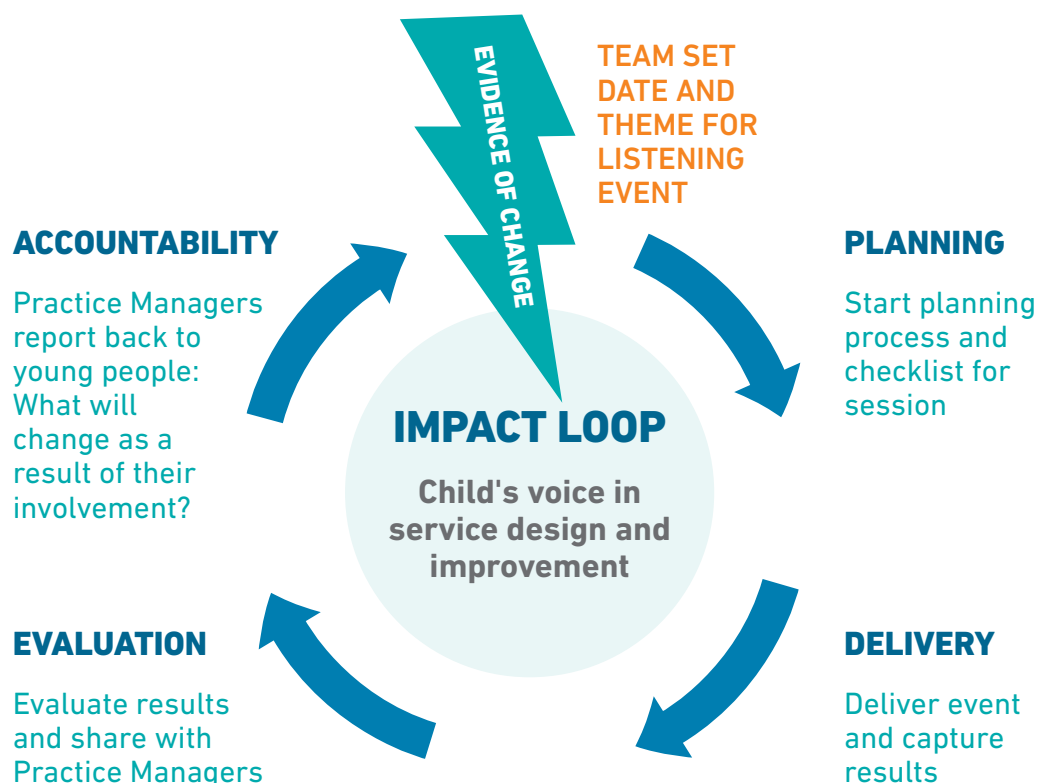 EVIDENCE OF CHANGE
TEAM SET
DATE AND
THEME FOR
LISTENING
EVENT
PLANNING
Start planning
process and
checklist for
session
DELIVERY
Deliver event
and capture
results
EVALUATION
Evaluate results
and share with
Practice Managers
ACCOUNTABILITY
Practice Managers
report back to
young people:
What will
change as a
result of their
involvement?
IMPACT LOOP
Child's voice in
service design and
improvement